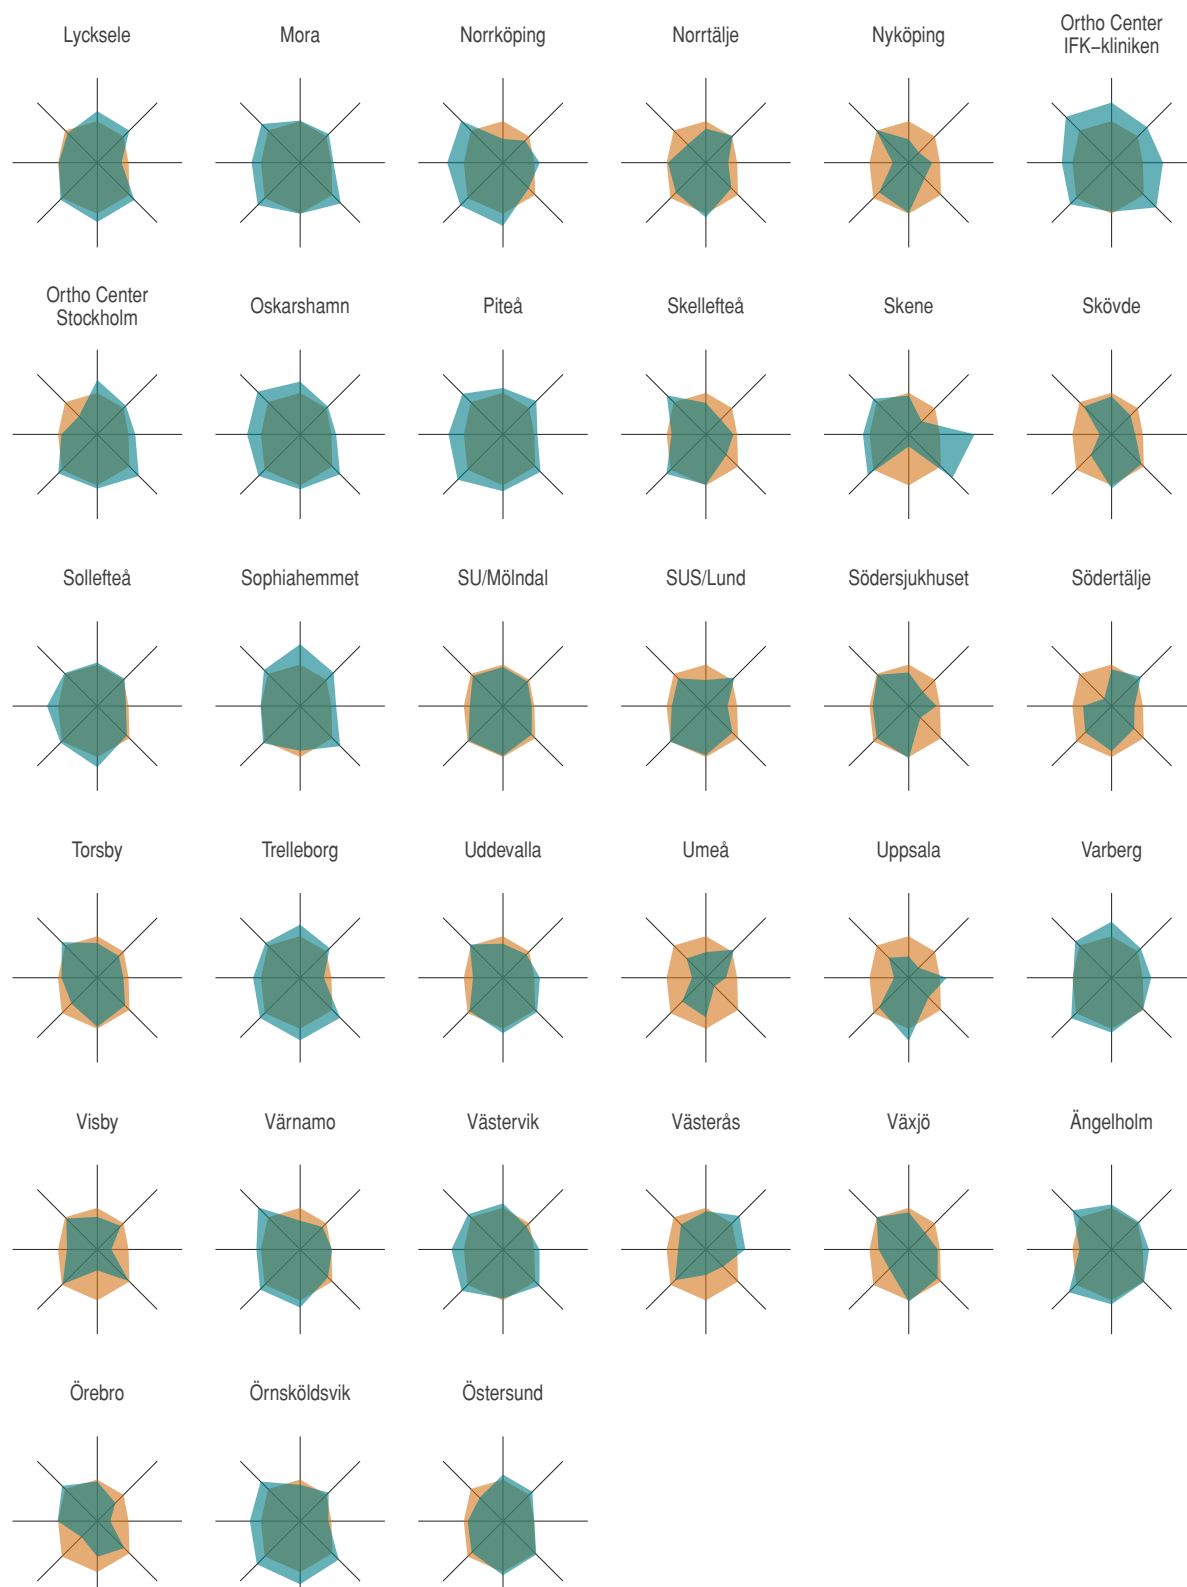 Lycksele
Mora
Norrköping
Norrtälje
Nyköping
Ortho Center
IFK–kliniken
Ortho Center
Stockholm
Oskarshamn
Piteå
Skellefteå
Skene
Skövde
Sollefteå
Sophiahemmet
SU/Mölndal
SUS/Lund
Södersjukhuset
Södertälje
Torsby
Trelleborg
Uddevalla
Umeå
Uppsala
Varberg
Visby
Värnamo
Västervik
Västerås
Växjö
Ängelholm
Örebro
Örnsköldsvik
Östersund